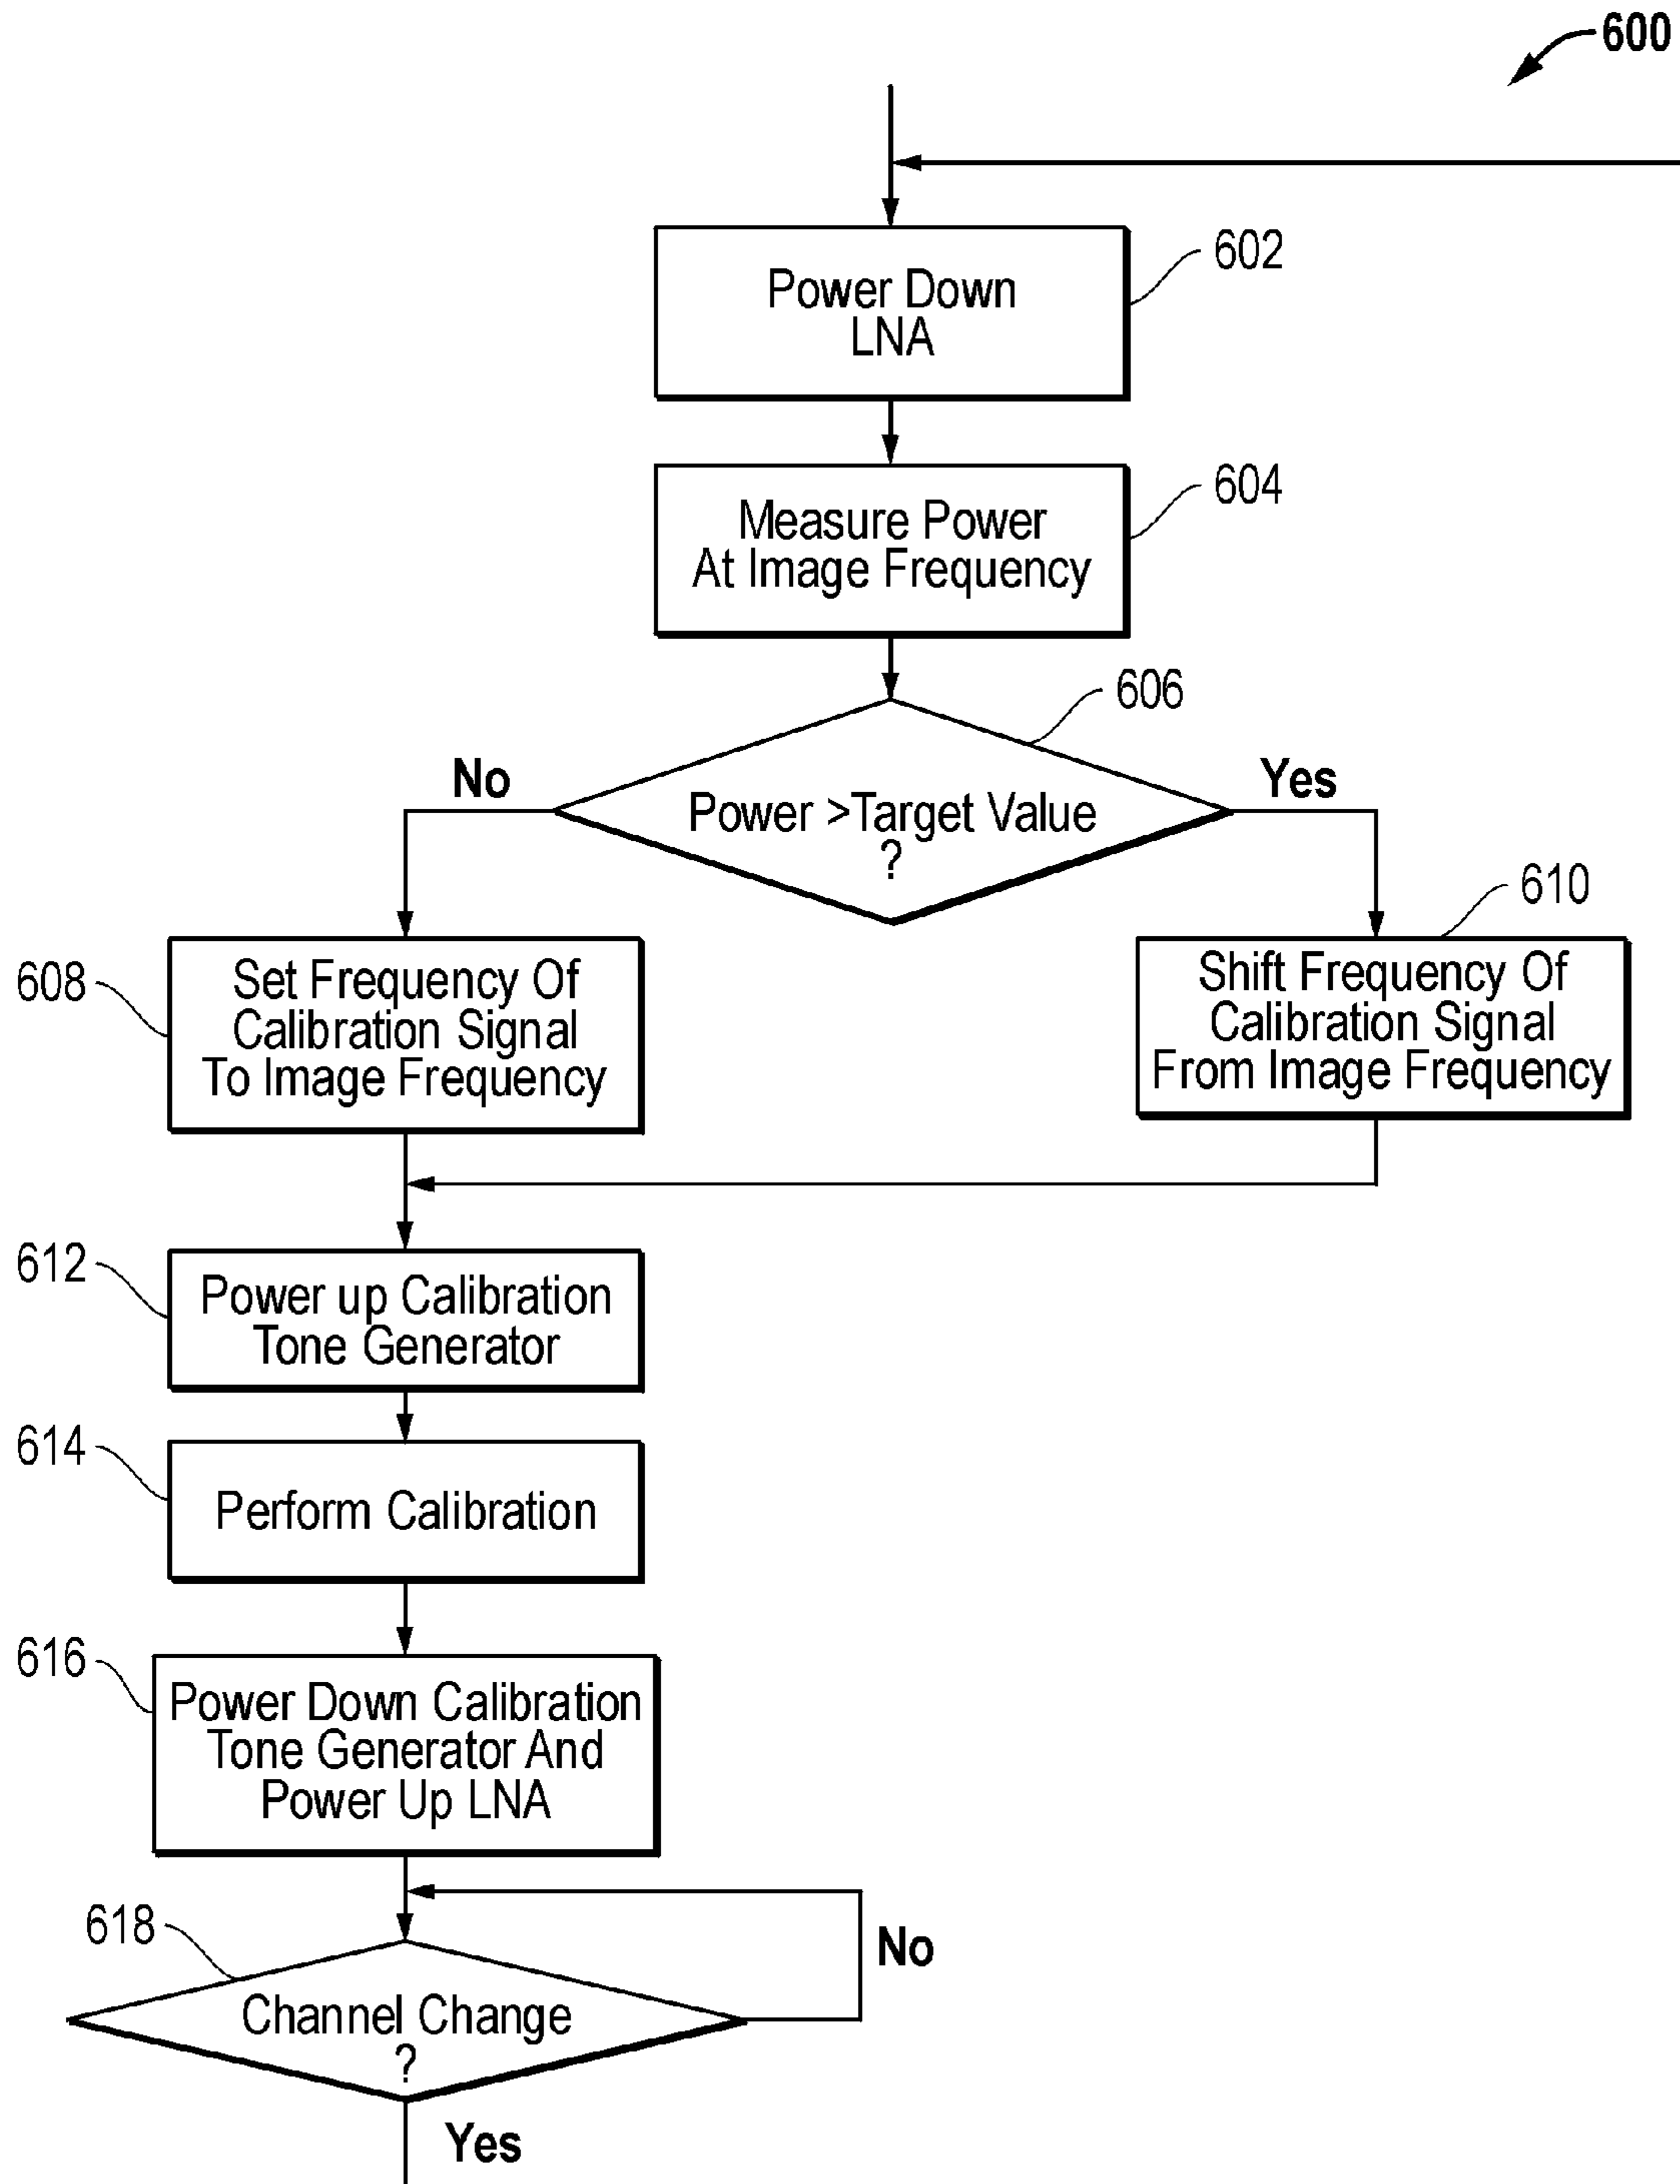 600
Power Down
LNA
602
Measure Power
At Image Frequency
604
606
No
Yes
Power >Target Value
?
610
608
Set Frequency Of
Calibration Signal
To Image Frequency
Shift Frequency Of
Calibration Signal
From Image Frequency
612
Power up Calibration
Tone Generator
614
Perform Calibration
616
Power Down Calibration
Tone Generator And
Power Up LNA
618
No
Channel Change
?
Yes